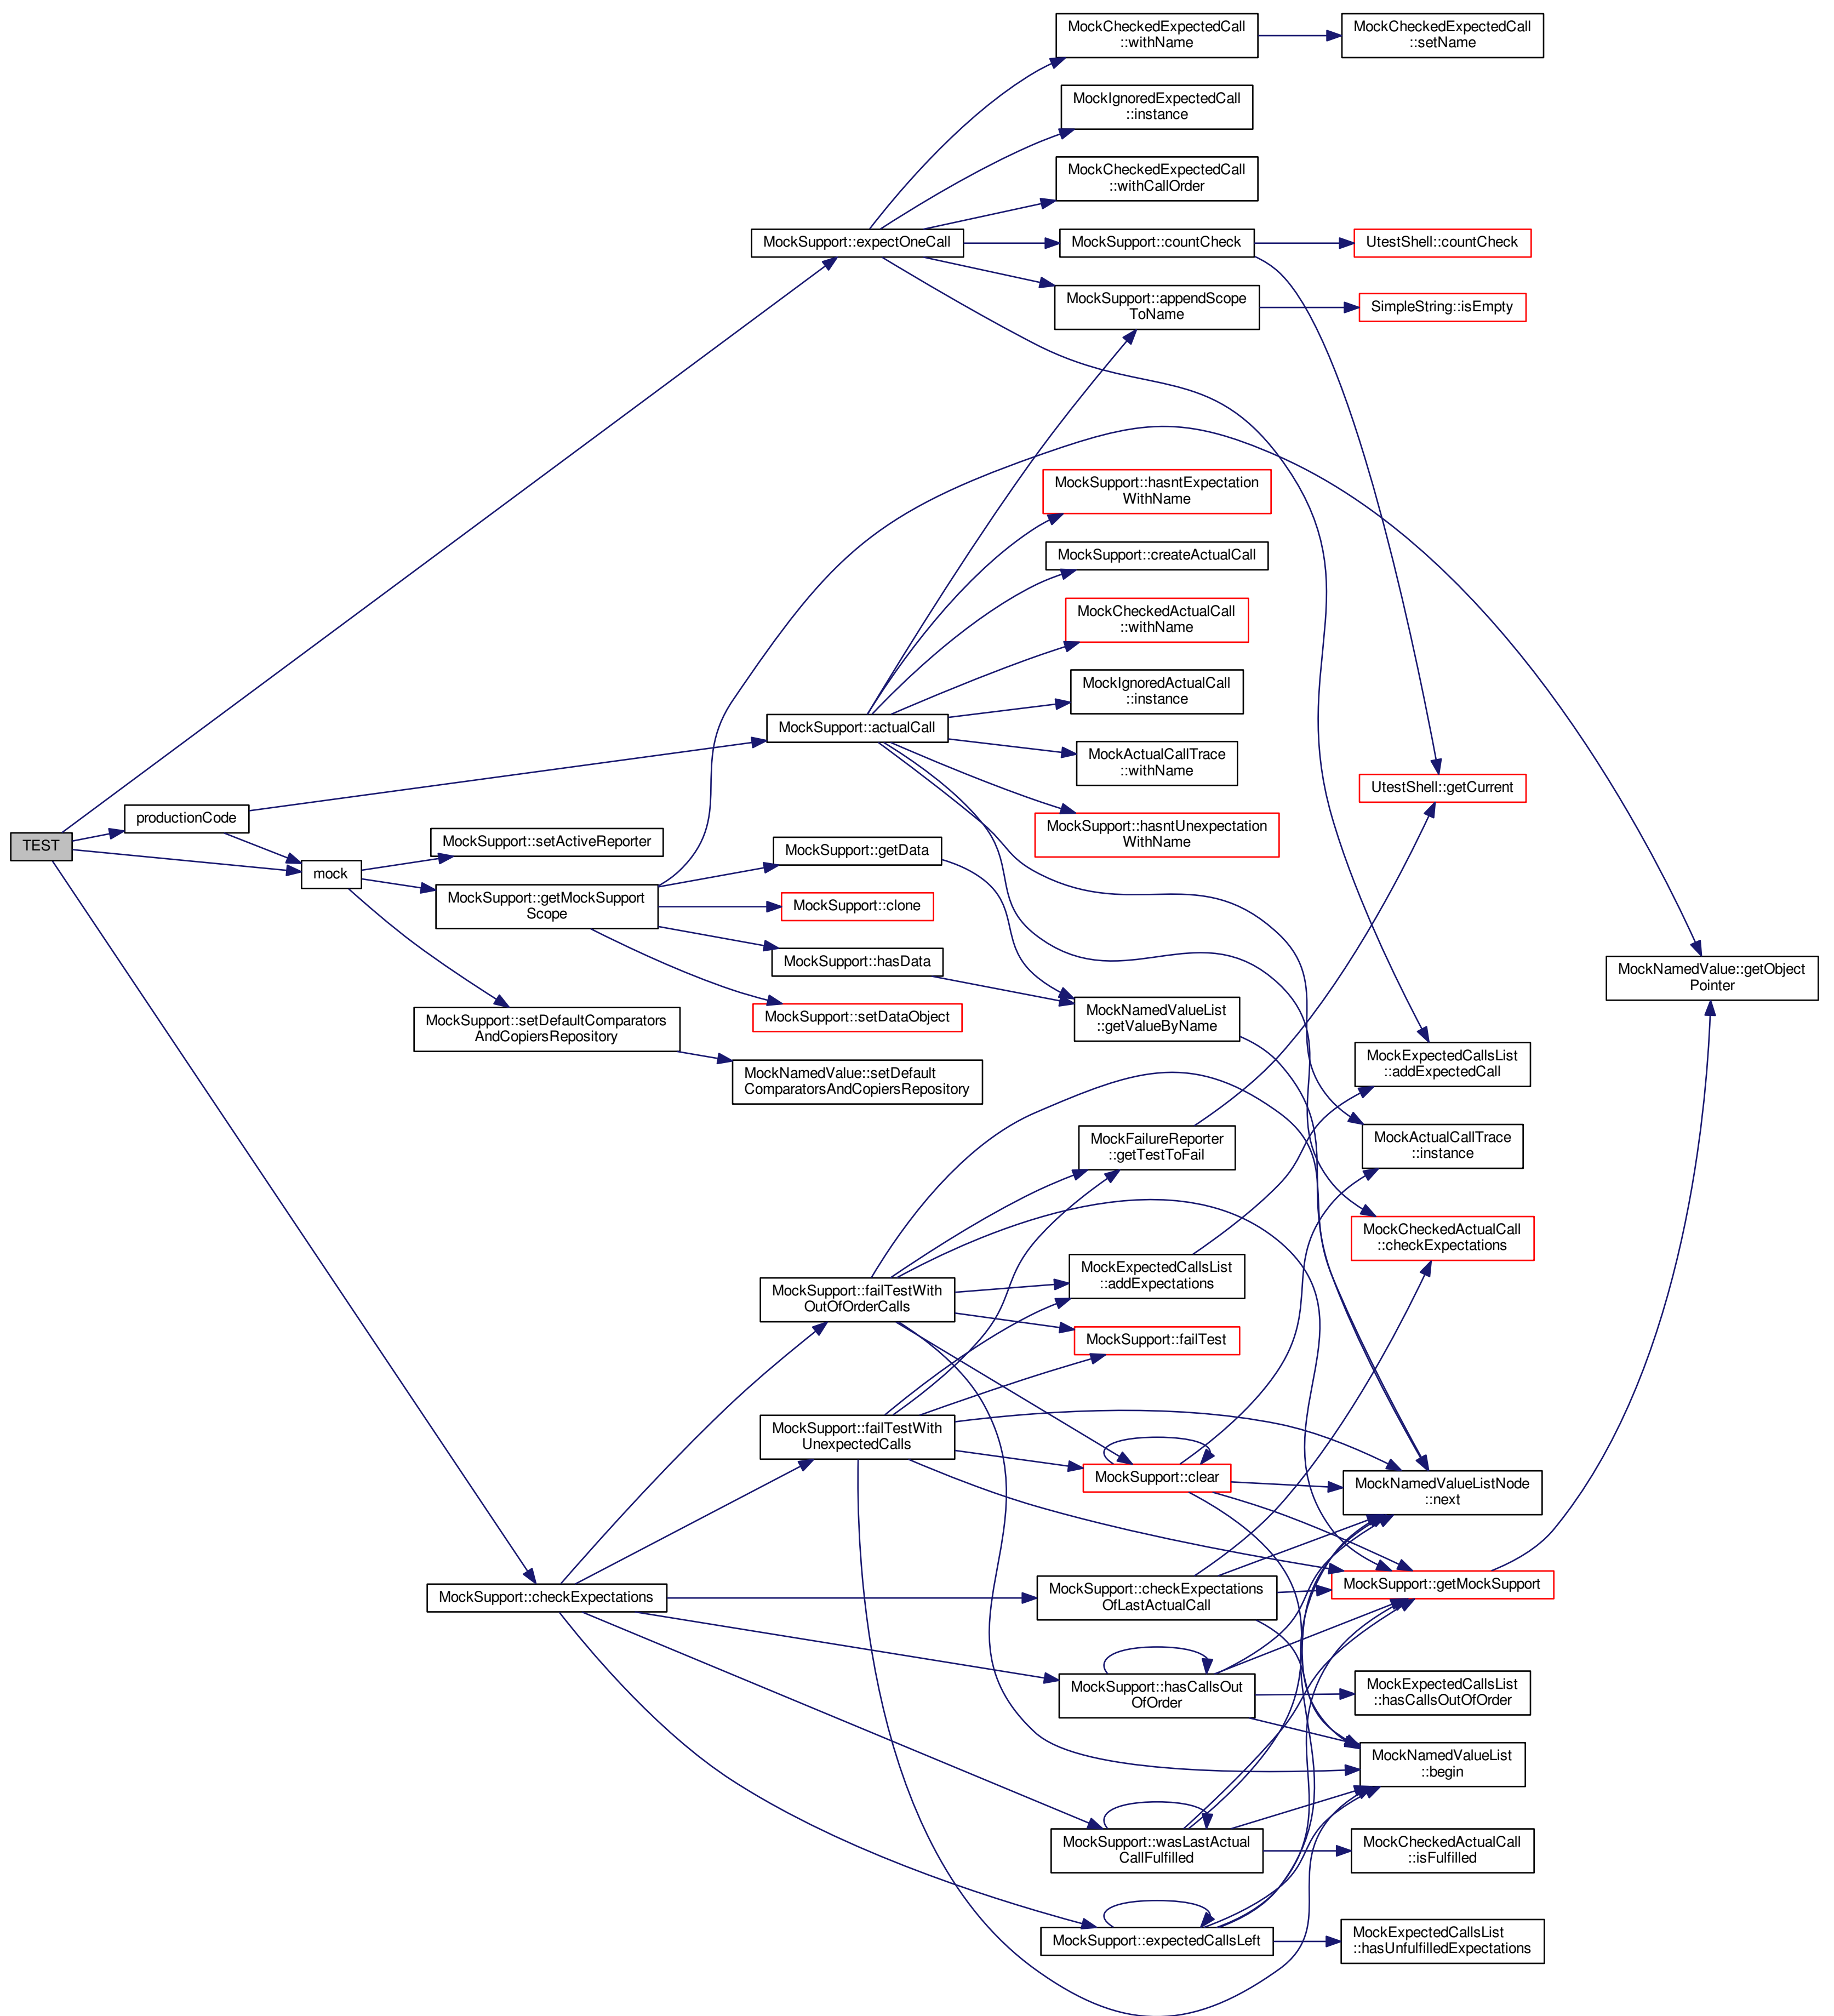 MockCheckedExpectedCall
::withName
MockCheckedExpectedCall
::setName
MockIgnoredExpectedCall
::instance
MockCheckedExpectedCall
::withCallOrder
MockSupport::expectOneCall
MockSupport::countCheck
UtestShell::countCheck
MockSupport::appendScope
ToName
SimpleString::isEmpty
MockSupport::hasntExpectation
WithName
MockSupport::createActualCall
MockCheckedActualCall
::withName
MockIgnoredActualCall
::instance
MockSupport::actualCall
MockActualCallTrace
::withName
UtestShell::getCurrent
productionCode
MockSupport::hasntUnexpectation
WithName
TEST
MockSupport::setActiveReporter
MockSupport::getData
mock
MockSupport::getMockSupport
Scope
MockSupport::clone
MockSupport::hasData
MockNamedValue::getObject
Pointer
MockSupport::setDataObject
MockNamedValueList
::getValueByName
MockSupport::setDefaultComparators
AndCopiersRepository
MockNamedValue::setDefault
ComparatorsAndCopiersRepository
MockExpectedCallsList
::addExpectedCall
MockFailureReporter
::getTestToFail
MockActualCallTrace
::instance
MockCheckedActualCall
::checkExpectations
MockExpectedCallsList
::addExpectations
MockSupport::failTestWith
OutOfOrderCalls
MockSupport::failTest
MockSupport::failTestWith
UnexpectedCalls
MockSupport::clear
MockNamedValueListNode
::next
MockSupport::getMockSupport
MockSupport::checkExpectations
MockSupport::checkExpectations
OfLastActualCall
MockSupport::hasCallsOut
OfOrder
MockExpectedCallsList
::hasCallsOutOfOrder
MockNamedValueList
::begin
MockSupport::wasLastActual
CallFulfilled
MockCheckedActualCall
::isFulfilled
MockSupport::expectedCallsLeft
MockExpectedCallsList
::hasUnfulfilledExpectations